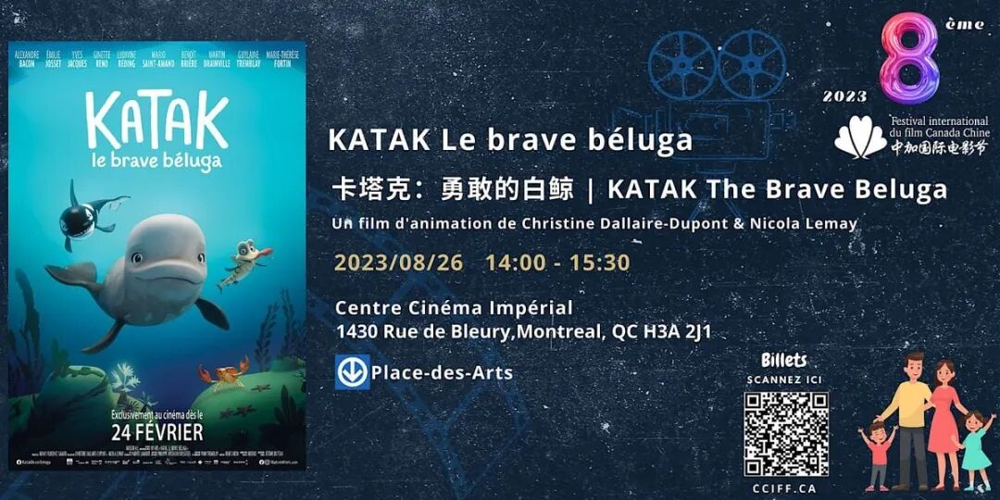 ALEXANDRE BACON ÉMILIE JOSSET YVES JACQUES GINETTE RENO LUDIVINE REDING MARIO SAINT-AMAND BENOÎT BRIÈRE MARTIN DRAINVILLE GUYLAINE TREMBLAY MARIE-THÉRÈSE FORTIN
KATAK
le brave béluga
Exclusivement au cinéma dès le
24 FÉVRIER
8ème
2023
Festival international
du film Canada Chine
中加国际电影节
KATAK Le brave béluga
卡塔克：勇敢的白鲸 | KATAK The Brave Beluga
Un film d'animation de Christine Dallaire-Dupont & Nicola Lemay
2023/08/26 14:00 - 15:30
Centre Cinéma Impérial
1430 Rue de Bleury,Montreal, QC H3A 2J1
Place-des-Arts
Billets
SCANNEZ ICI
CCIFF.CA